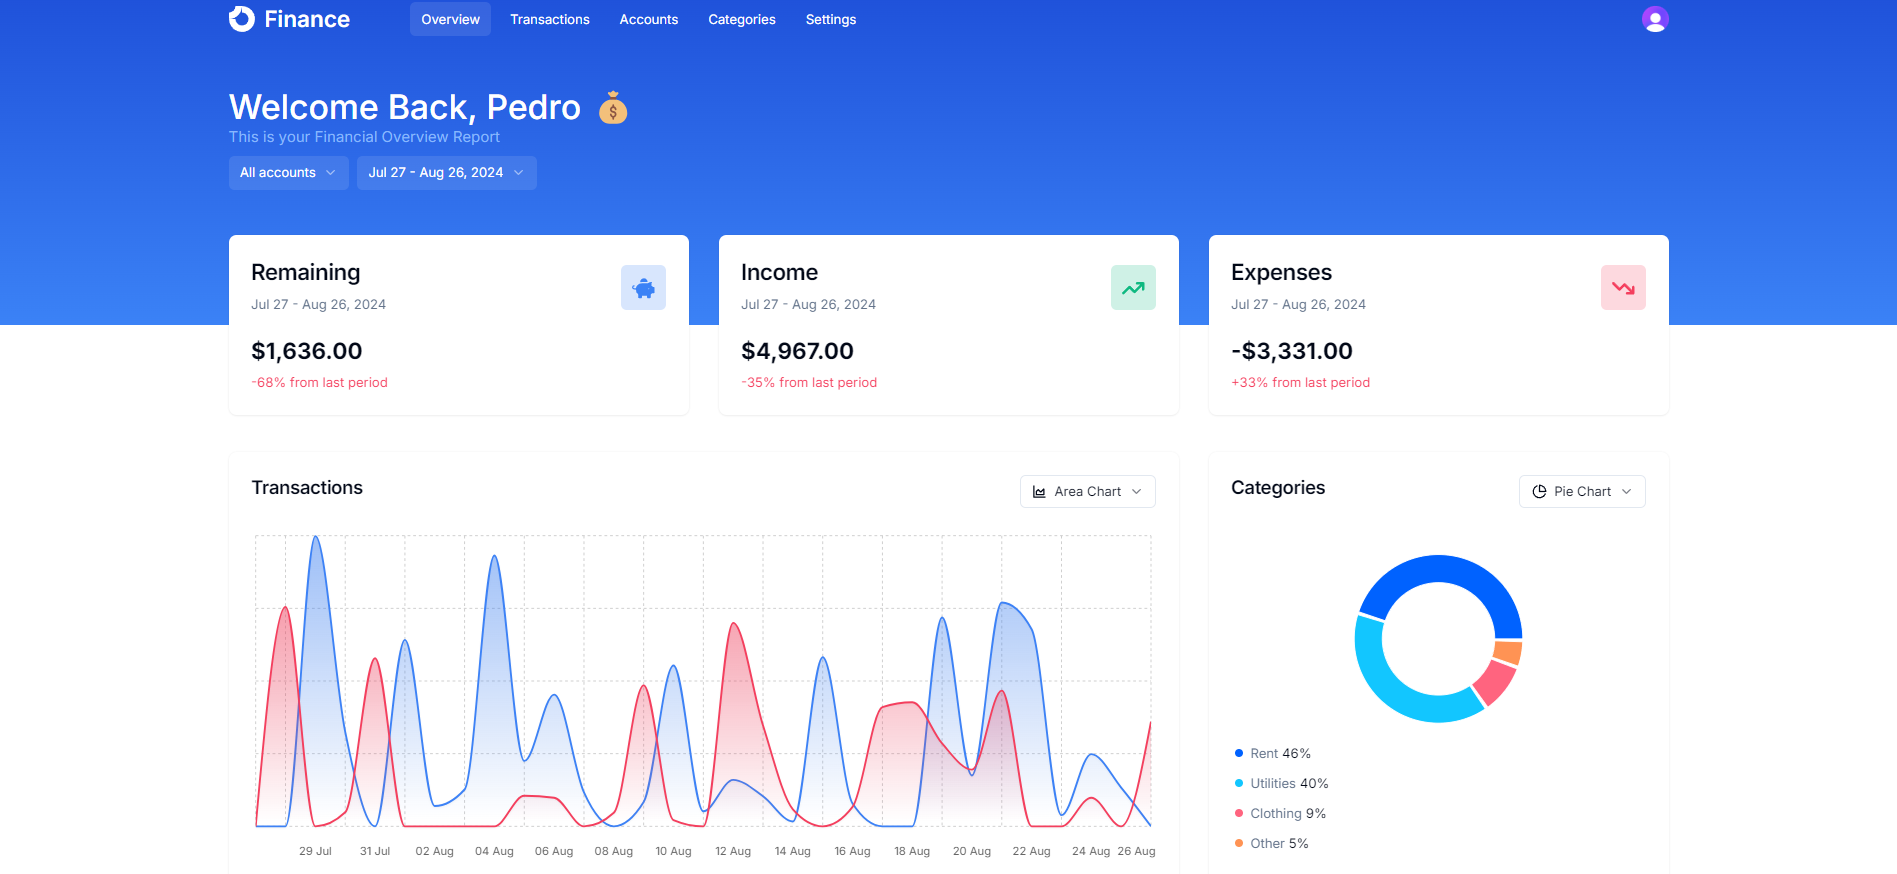 Finance
Overview
Transactions
Accounts
Categories
Settings
Welcome Back, Pedro
$
This is your Financial Overview Report
All accounts
Jul 27 - Aug 26, 2024
Remaining
Jul 27 - Aug 26, 2024
$1,636.00
-68% from last period
Income
Jul 27 - Aug 26, 2024
$4,967.00
-35% from last period
Expenses
Jul 27 - Aug 26, 2024
-$3,331.00
+33% from last period
Transactions
Area Chart
29 Jul
31 Jul
02 Aug
04 Aug
06 Aug
08 Aug
10 Aug
12 Aug
14 Aug
16 Aug
18 Aug
20 Aug
22 Aug
24 Aug
26 Aug
Categories
Pie Chart
Rent 46%
Utilities 40%
Clothing 9%
Other 5%